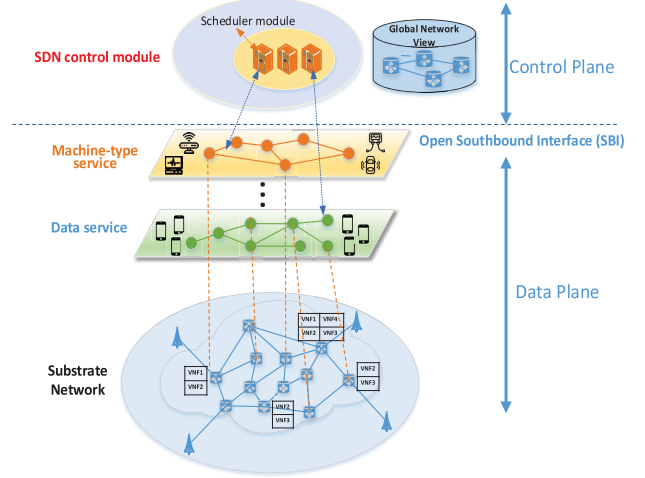 Scheduler module
SDN control module
Global Network
View
Control Plane
Open Southbound Interface (SBI)
Machine-type
service
Data service
Data Plane
Substrate
Network
VNF1
VNF2
VNF1
VNF4
VNF2
VNF3
VNF2
VNF3
VNF2
VNF3